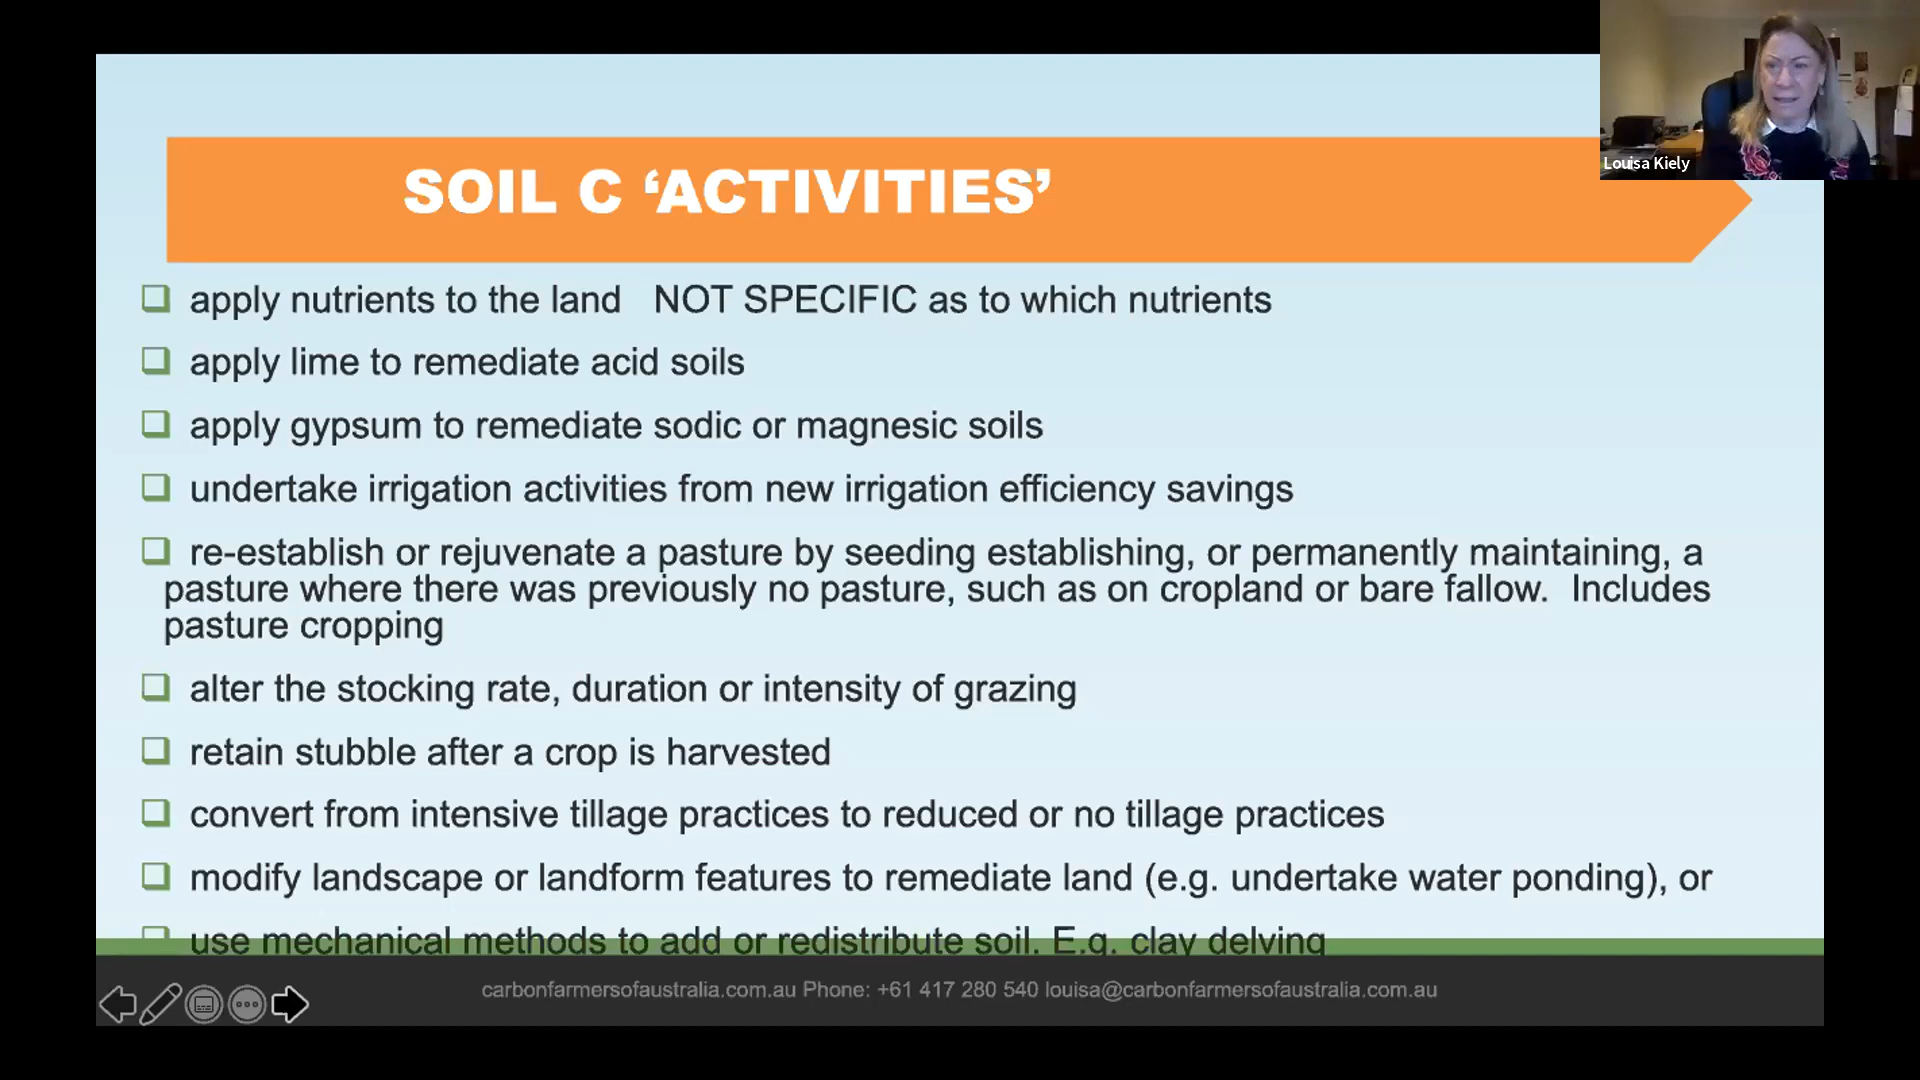 Louisa Kiely
SOIL C ‘ACTIVITIES’
apply nutrients to the land NOT SPECIFIC as to which nutrients
apply lime to remediate acid soils
apply gypsum to remediate sodic or magnesic soils
undertake irrigation activities from new irrigation efficiency savings
re-establish or rejuvenate a pasture by seeding establishing, or permanently maintaining, a
pasture where there was previously no pasture, such as on cropland or bare fallow. Includes
pasture cropping
alter the stocking rate, duration or intensity of grazing
retain stubble after a crop is harvested
convert from intensive tillage practices to reduced or no tillage practices
modify landscape or landform features to remediate land (e.g. undertake water ponding), or
use mechanical methods to add or redistribute soil. E.g. clay delving
carbonfarmersofaustralia.com.au Phone: +61 417 280 540 louisa@carbonfarmersofaustralia.com.au